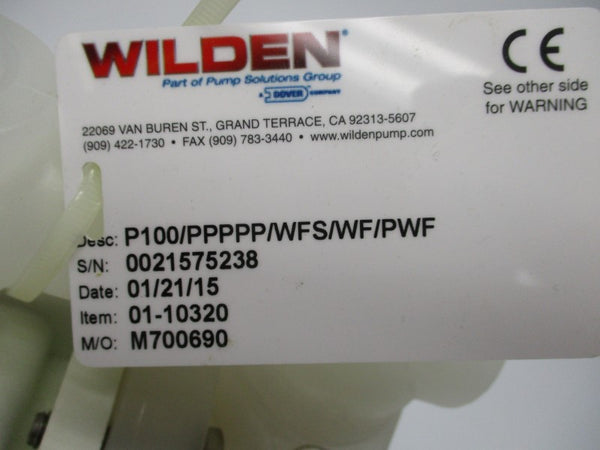 WILDEN®
Part of Pump Solutions Group
A DOVER COMPANY
CE
See other side
for WARNING
22069 VAN BUREN ST., GRAND TERRACE, CA 92313-5607
(909) 422-1730 • FAX (909) 783-3440 • www.wildenpump.com
Desc: P100/PPPPP/WFS/WF/PWF
S/N: 0021575238
Date: 01/21/15
Item: 01-10320
M/O: M700690